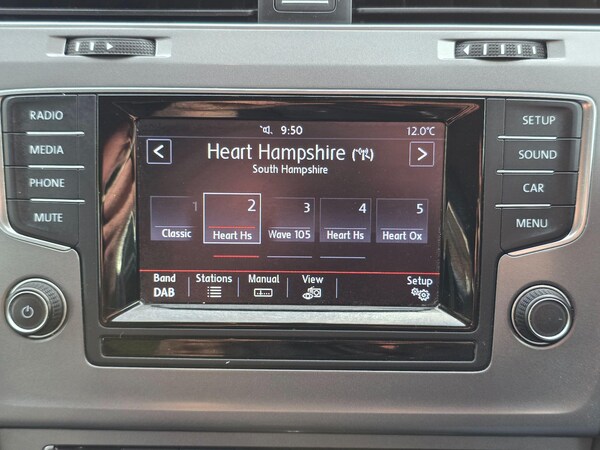 RADIO
MEDIA
PHONE
MUTE
9:50
12.0°C
Heart Hampshire
South Hampshire
1 2 3 4 5
Classic Heart Hs Wave 105 Heart Hs Heart Ox
Band Stations Manual View Setup
DAB
SETUP
SOUND
CAR
MENU